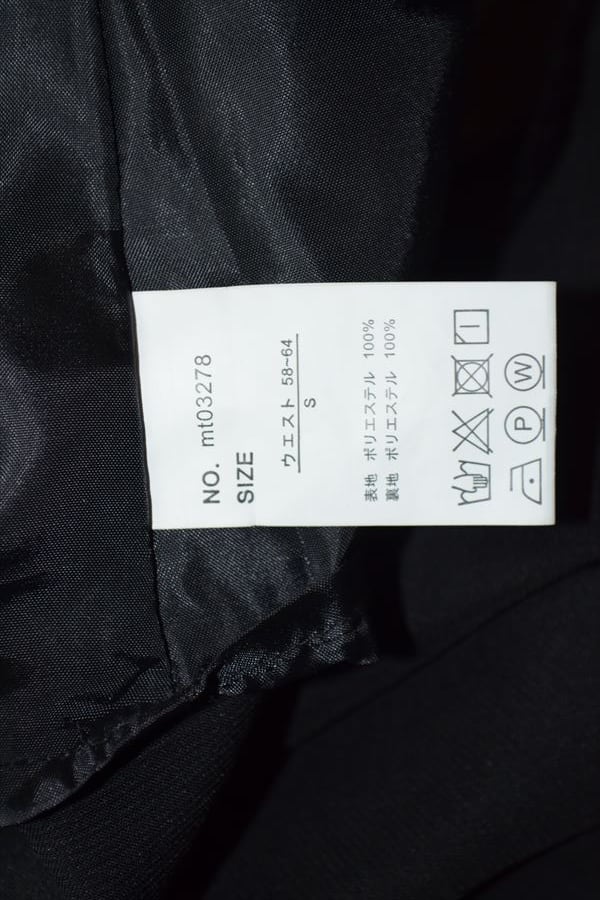 NO. mt03278
SIZE
ウエスト 58~64
S
表地 ポリエステル 100%
裏地 ポリエステル 100%
P W